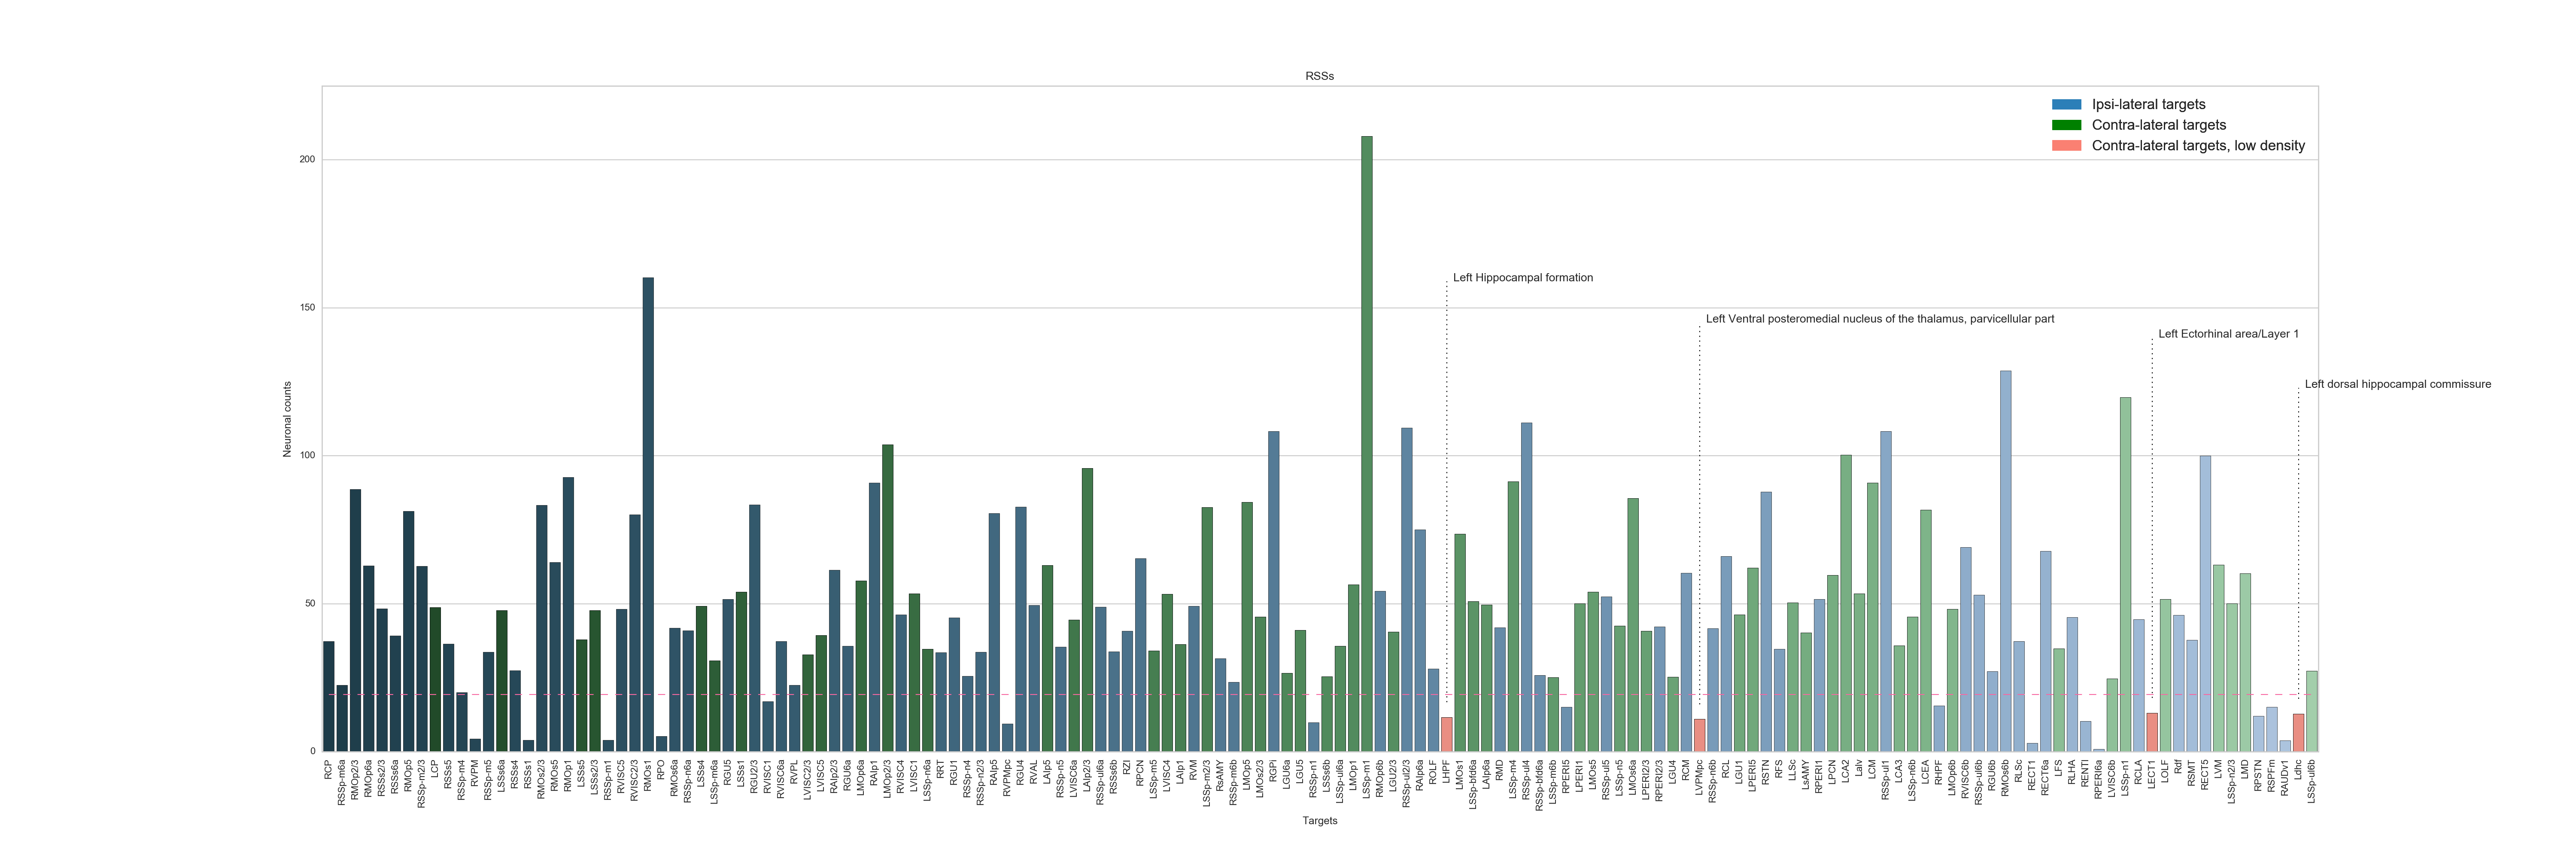 RSSs
Ipsi-lateral targets
Contra-lateral targets
Contra-lateral targets, low density
200
150
100
50
0
Neuronal counts
Left Hippocampal formation
Left Ventral posteromedial nucleus of the thalamus, parvicellular part
Left Ectorhinal area/Layer 1
Left dorsal hippocampal commissure
RCP
RSSp-m6a
RMOp2/3
RMOp6a
RSSs2/3
RSSs6a
RMOp5
RSSp-m2/3
LCP
RSSs5
RSSp-m4
RVPM
RSSp-m5
LSSs6a
RSSs4
RSSs1
RMOs2/3
RMOs5
RMOp1
LSSs5
LSSs2/3
RSSp-m1
RVISC5
RVISC2/3
RMOs1
RPO
RMOs6a
RSSp-n6a
LSSs4
LSSp-m6a
RGU5
LSSs1
RGU2/3
RVISC1
RVISC6a
RVPL
LVISC2/3
LVISC5
RAIp2/3
RGU6a
LMOp6a
RAIp1
LMOp2/3
RVISC4
LVISC1
LSSp-n6a
RRT
RGU1
RSSp-n4
RSSp-n2/3
RAIp5
RVPMpc
RGU4
RVAL
LAIp5
RSSp-n5
LVISC6a
LAIp2/3
RSSp-ul6a
RSSs6b
RZI
RPCN
LSSp-m5
LVISC4
LAIp1
RVM
LSSp-m2/3
RsAMY
RSSp-m6b
LMOp5
LMOs2/3
RGPi
LGU6a
LGU5
RSSp-n1
LSSs6b
LSSp-ul6a
LMOp1
LSSp-m1
RMOp6b
LGU2/3
RSSp-ul2/3
RAIp6a
ROLF
LHPF
LMOs1
LSSp-bfd6a
LAIp6a
RMD
LSSp-m4
RSSp-ul4
RSSp-bfd6a
LSSp-m6b
RPERI5
LPERI1
LMOs5
RSSp-ul5
LSSp-n5
LMOs6a
LPERI2/3
RPERI2/3
LGU4
RCM
LVPMpc
RSSp-n6b
RCL
LGU1
LPERI5
RSTN
RFS
LLSc
LsAMY
RPERI1
LPCN
LCA2
Lalv
LCM
RSSp-ul1
LCA3
LSSp-n6b
LCEA
RHPF
LMOp6b
RVISC6b
RSSp-ul6b
RGU6b
RMOs6b
RLSc
RECT1
RECT6a
LFS
RLHA
RENTl
RPERI6a
LVISC6b
LSSp-n1
RCLA
LECT1
LOLF
Rdf
RSMT
RECT5
LVM
LSSp-n2/3
LMD
RPSTN
RSPFm
RAUDv1
Ldhc
LSSp-ul6b
Targets